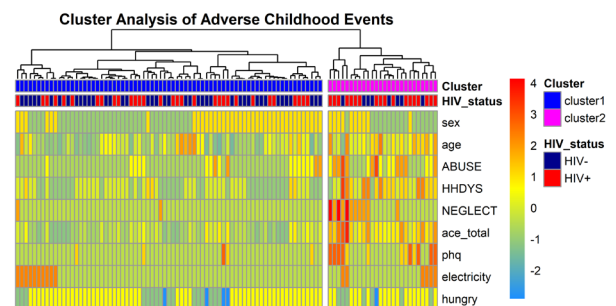 Cluster Analysis of Adverse Childhood Events
Cluster
HIV_status
sex
age
ABUSE
HHDYS
NEGLECT
ace_total
phq
electricity
hungry
4
3
2
1
0
-1
-2
Cluster
cluster1
cluster2
HIV_status
HIV-
HIV+